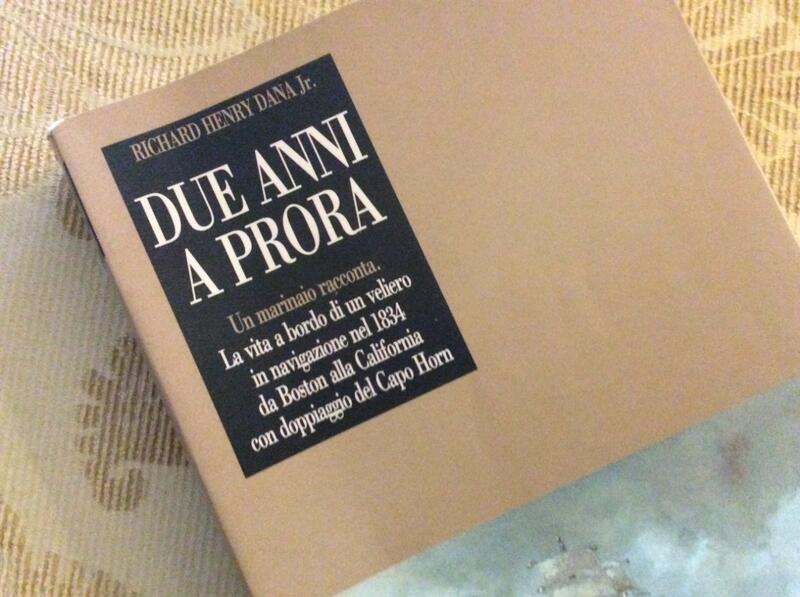 RICHARD HENRY DANA Jr.
DUE ANNI
A PRORA
Un marinaio racconta.
La vita a bordo di un veliero
in navigazione nel 1834
da Boston alla California
con doppiaggio del Capo Horn